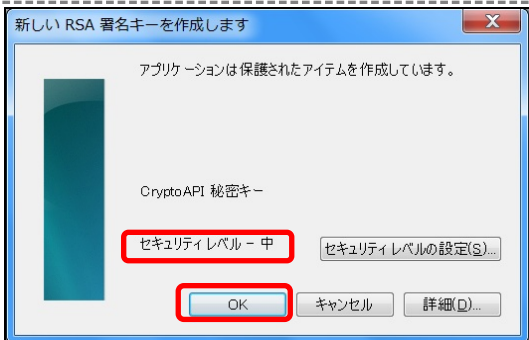 新しい RSA 署名キーを作成します
アプリケーションは保護されたアイテムを作成しています。
CryptoAPI 秘密キー
セキュリティ レベル - 中
セキュリティ レベルの設定(S)...
OK
キャンセル
詳細(D)...